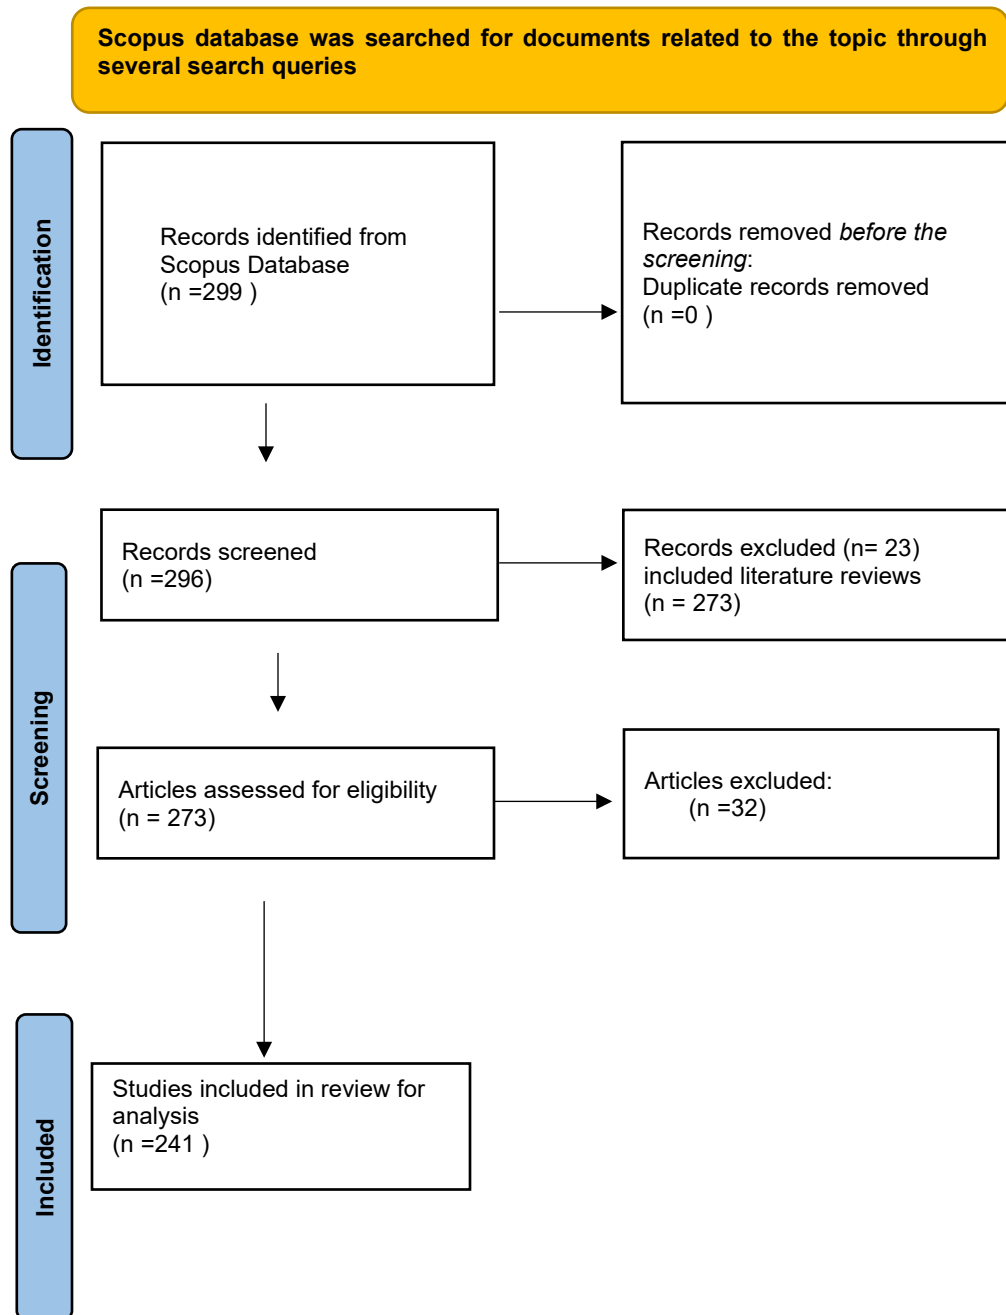 Scopus database was searched for documents related to the topic through
several search queries
Identification
Records identified from
Scopus Database
(n =299 )
Records removed before the
screening:
Duplicate records removed
(n =0 )
Screening
Records screened
(n =296)
Records excluded (n= 23)
included literature reviews
(n = 273)
Articles assessed for eligibility
(n = 273)
Articles excluded:
(n =32)
Included
Studies included in review for
analysis
(n =241 )